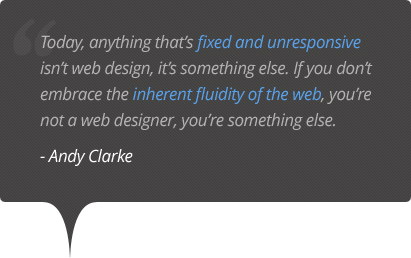 Today, anything that's fixed and unresponsive
isn't web design, it's something else. If you don't
embrace the inherent fluidity of the web, you're
not a web designer, you're something else.
- Andy Clarke